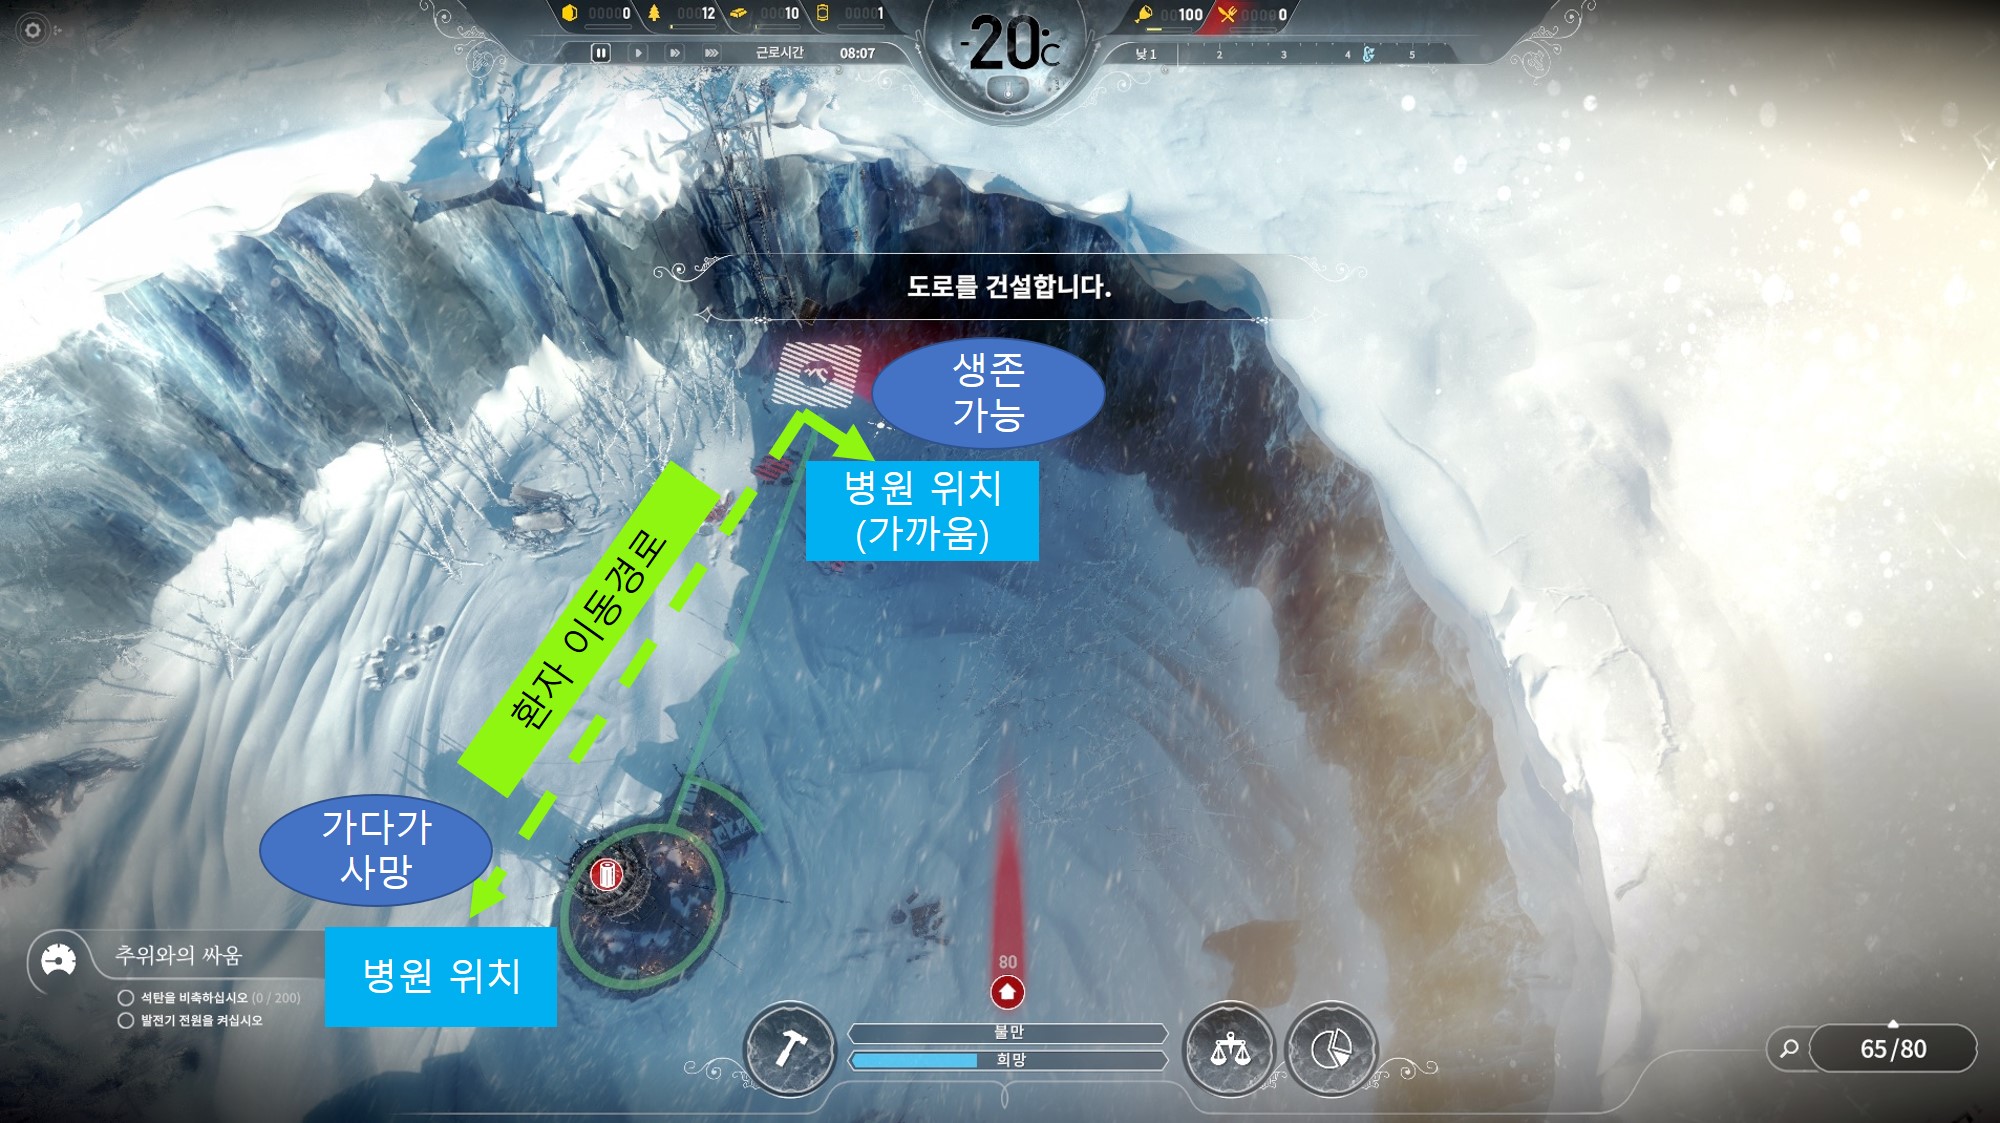 00000
00012
00010
00001
00100
00000
-20°C
근로시간
08:07
낮 1
2
3
4
5
도로를 건설합니다.
생존
가능
병원 위치
(가까움)
환자 이동경로
가다가
사망
병원 위치
추위와의 싸움
석탄을 비축하십시오 (0 / 200)
발전기 전원을 켜십시오
80
불만
희망
65/80